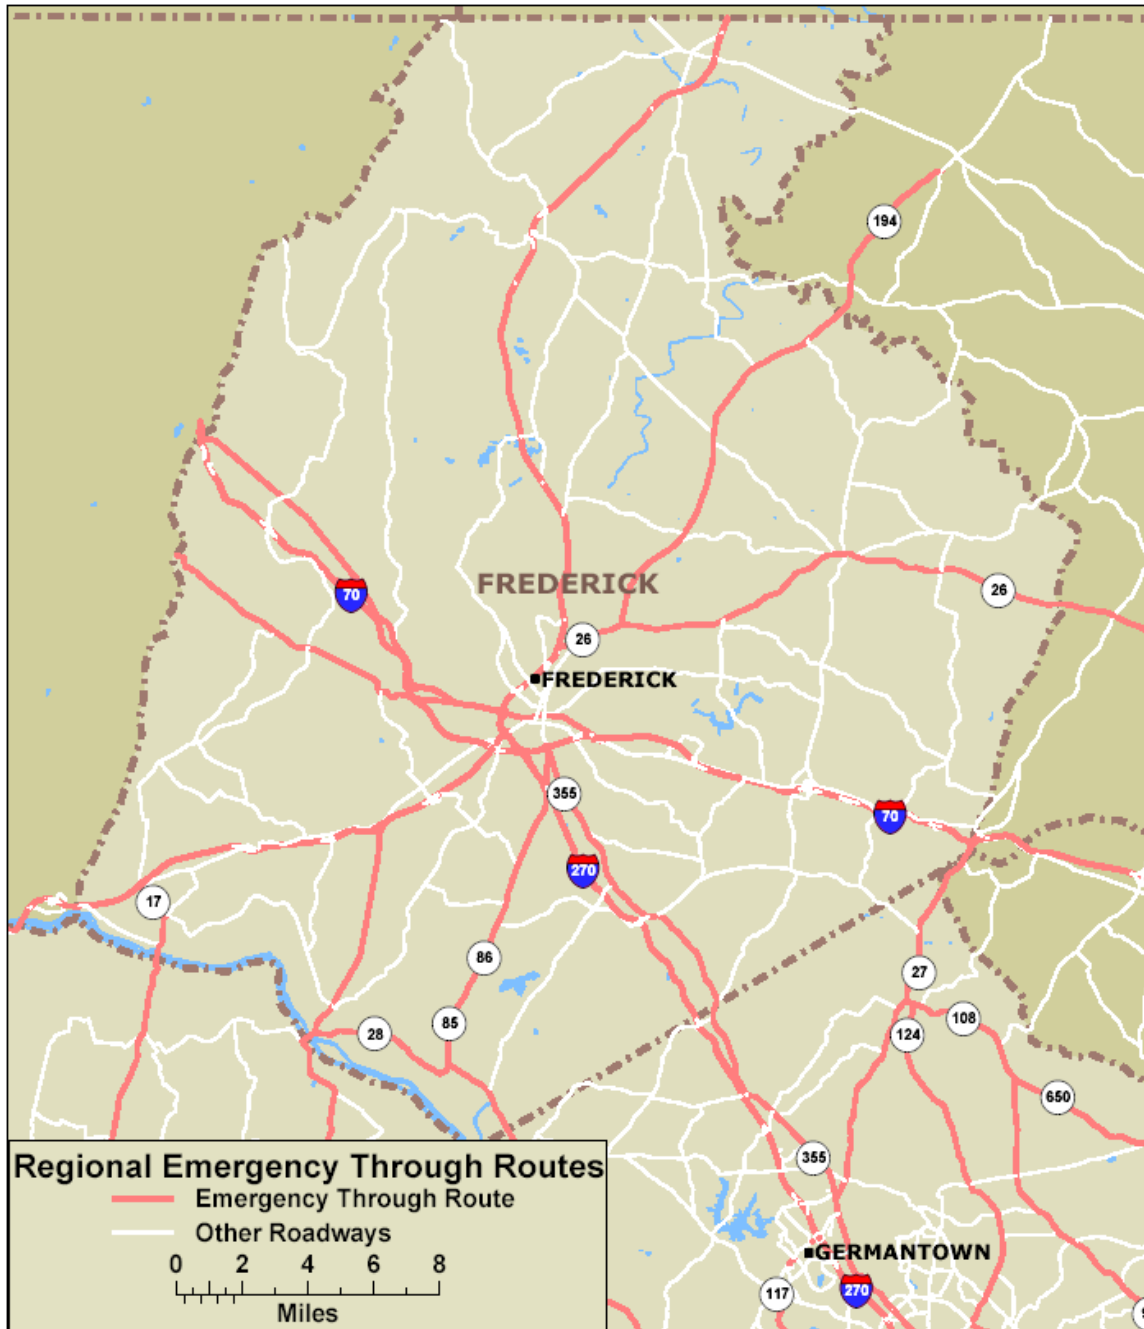 194
70
FREDERICK
26
26
FREDERICK
355
70
270
17
86
27
85
28
108
124
650
355
GERMANTOWN
270
117
Regional Emergency Through Routes
Emergency Through Route
Other Roadways
0 2 4 6 8
Miles